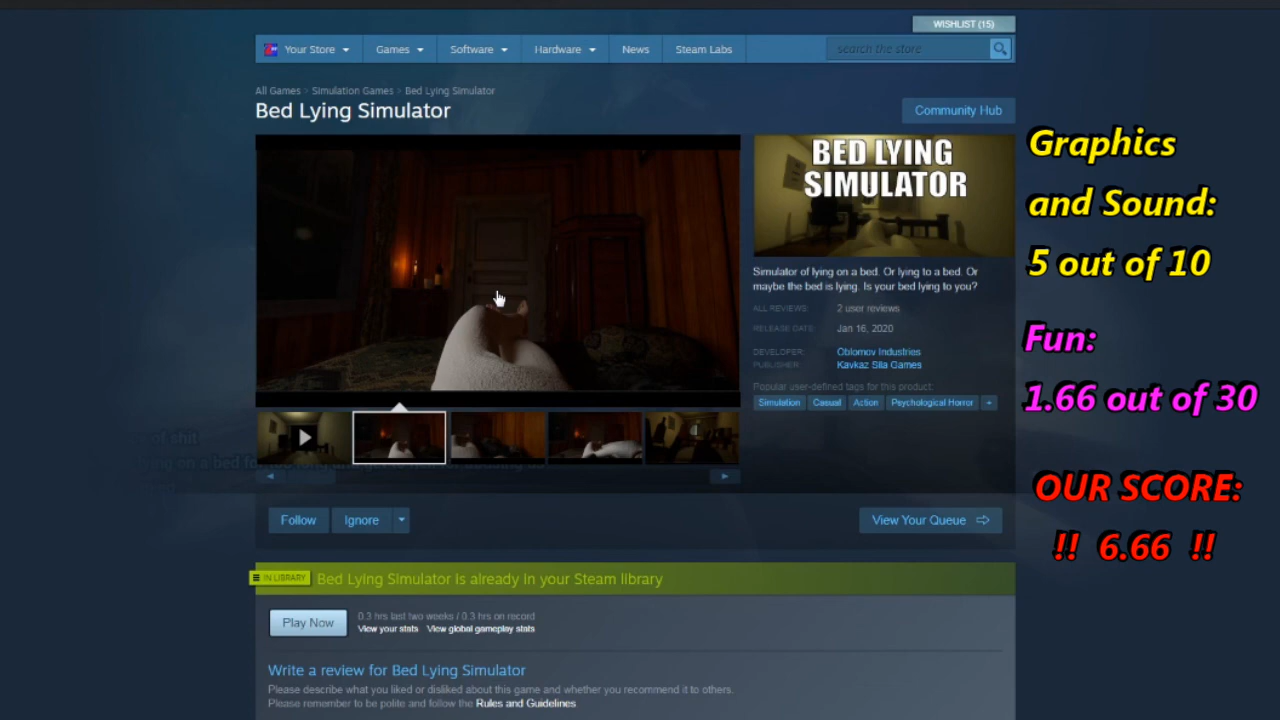 WISHLIST (15)
Your Store
Games
Software
Hardware
News
Steam Labs
search the store
All Games > Simulation Games > Bed Lying Simulator
Bed Lying Simulator
Community Hub
BED LYING
SIMULATOR
Simulator of lying on a bed. Or lying to a bed. Or
maybe the bed is lying. Is your bed lying to you?
ALL REVIEWS: 2 user reviews
RELEASE DATE: Jan 16, 2020
DEVELOPER: Oblomov Industries
PUBLISHER: Kavkaz Sila Games
Popular user-defined tags for this product:
Simulation
Casual
Action
Psychological Horror
+
Graphics
and Sound:
5 out of 10
Fun:
1.66 out of 30
OUR SCORE:
!! 6.66 !!
of shit
Follow
Ignore
View Your Queue
IN LIBRARY
Bed Lying Simulator is already in your Steam library
Play Now
0.3 hrs last two weeks / 0.3 hrs on record
View your stats View global gameplay stats
Write a review for Bed Lying Simulator
Please describe what you liked or disliked about this game and whether you recommend it to others.
Please remember to be polite and follow the Rules and Guidelines.